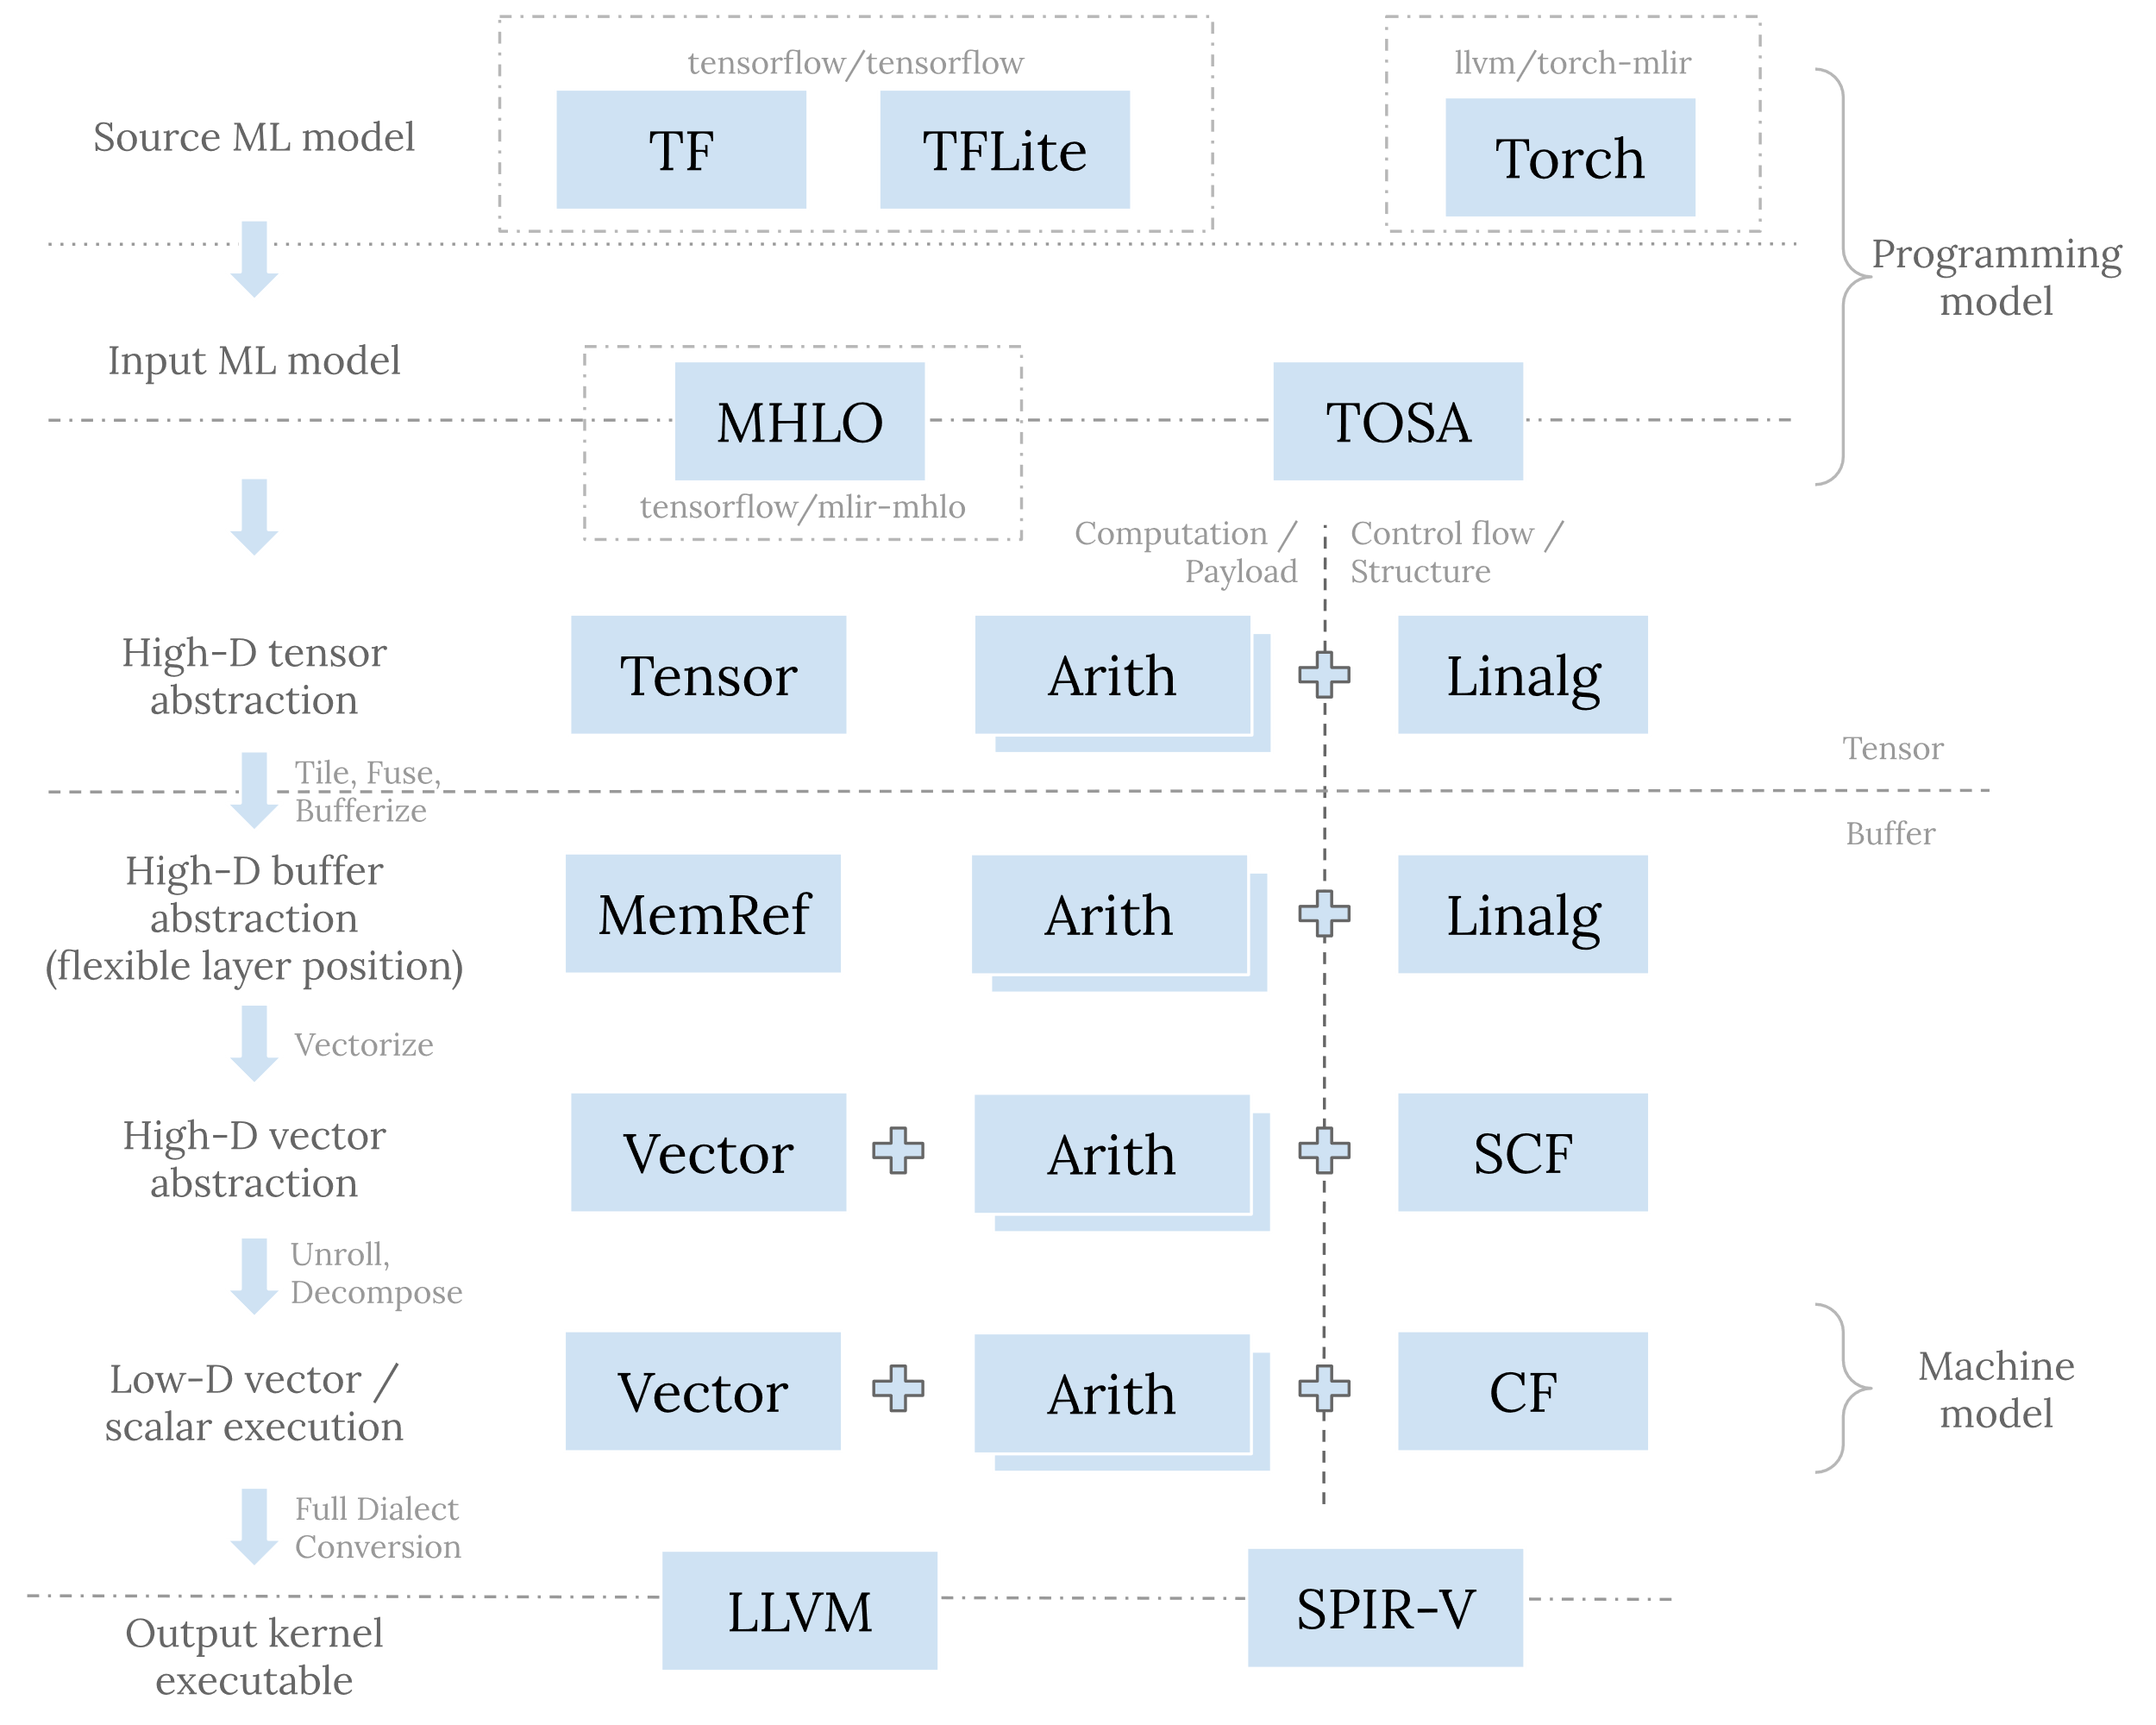 tensorflow/tensorflow
llvm/torch-mlir
Source ML model
TF
TFLite
Torch
Programming
model
Input ML model
MHLO
TOSA
tensorflow/mlir-mhlo
Computation /
Payload
Control flow /
Structure
High-D tensor
abstraction
Tensor
Arith
Linalg
Tensor
Tile, Fuse,
Bufferize
Buffer
High-D buffer
abstraction
(flexible layer position)
MemRef
Arith
Linalg
Vectorize
High-D vector
abstraction
Vector
Arith
SCF
Unroll,
Decompose
Low-D vector /
scalar execution
Vector
Arith
CF
Machine
model
Full Dialect
Conversion
LLVM
SPIR-V
Output kernel
executable